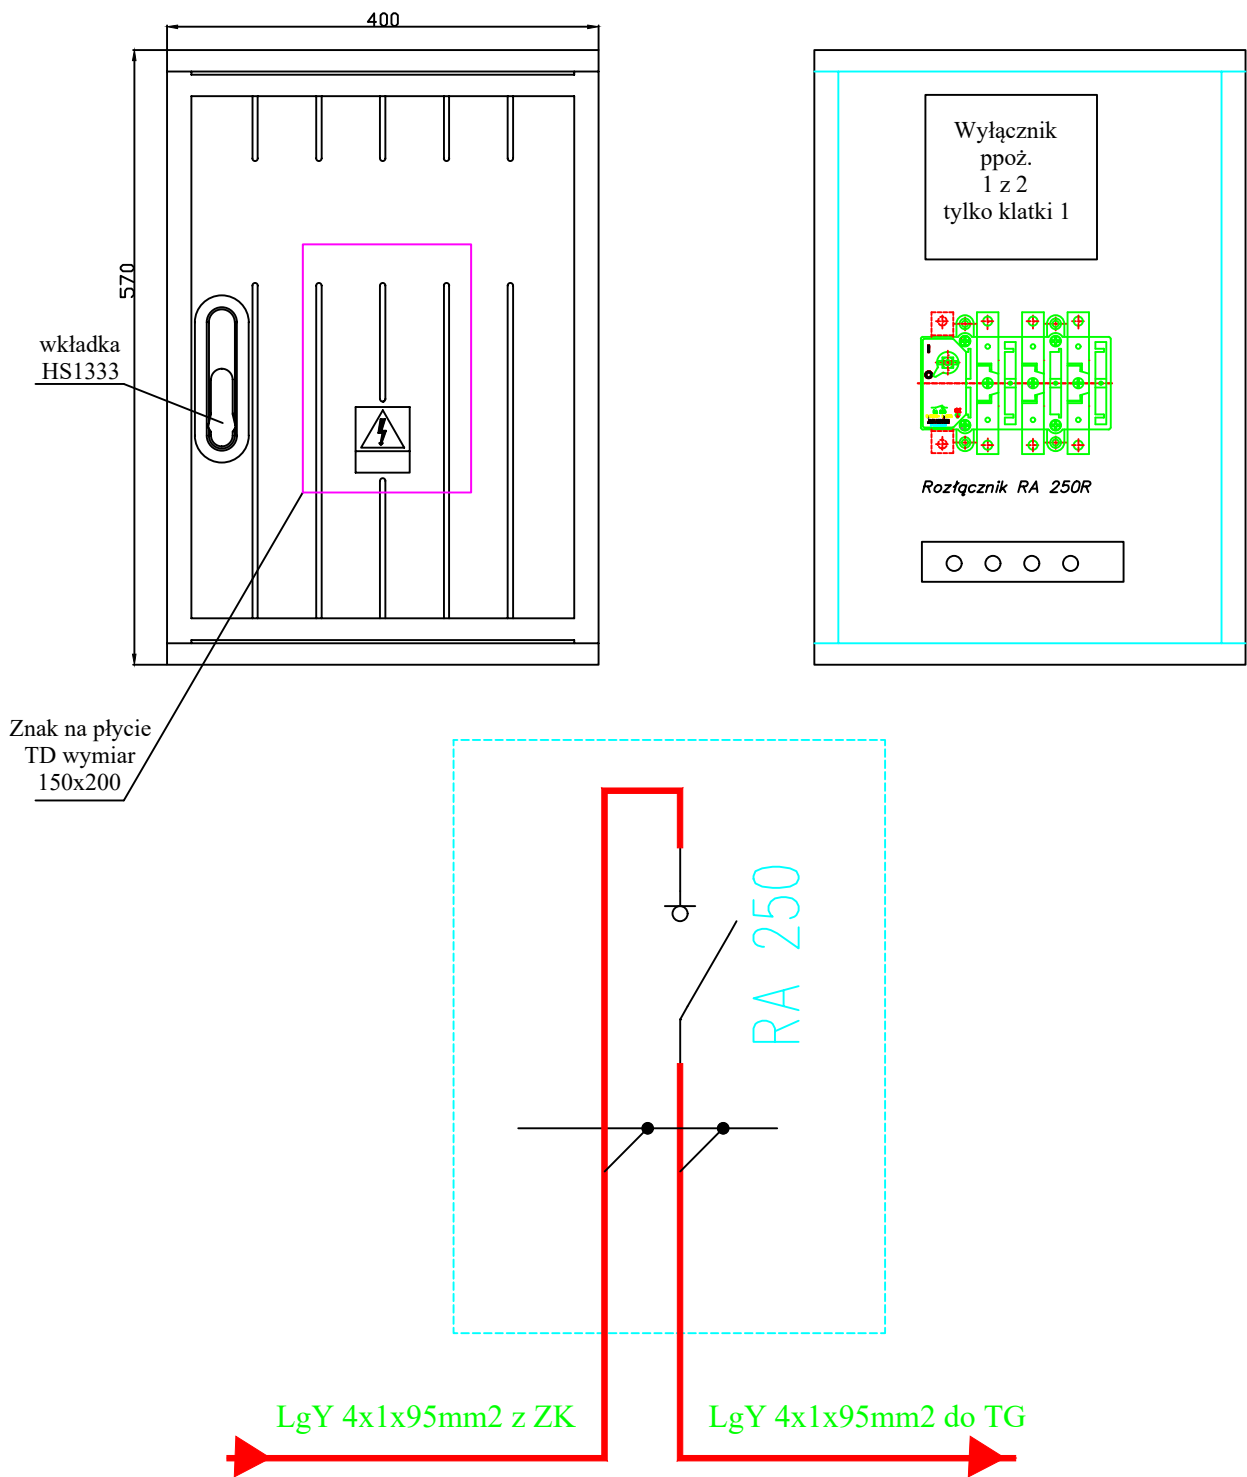 400
570
wkładka
HS1333
Znak na płycie
TD wymiar
150x200
Wyłącznik
ppoż.
1 z 2
tylko klatki 1
Rozłącznik RA 250R
RA 250
LgY 4x1x95mm2 z ZK
LgY 4x1x95mm2 do TG